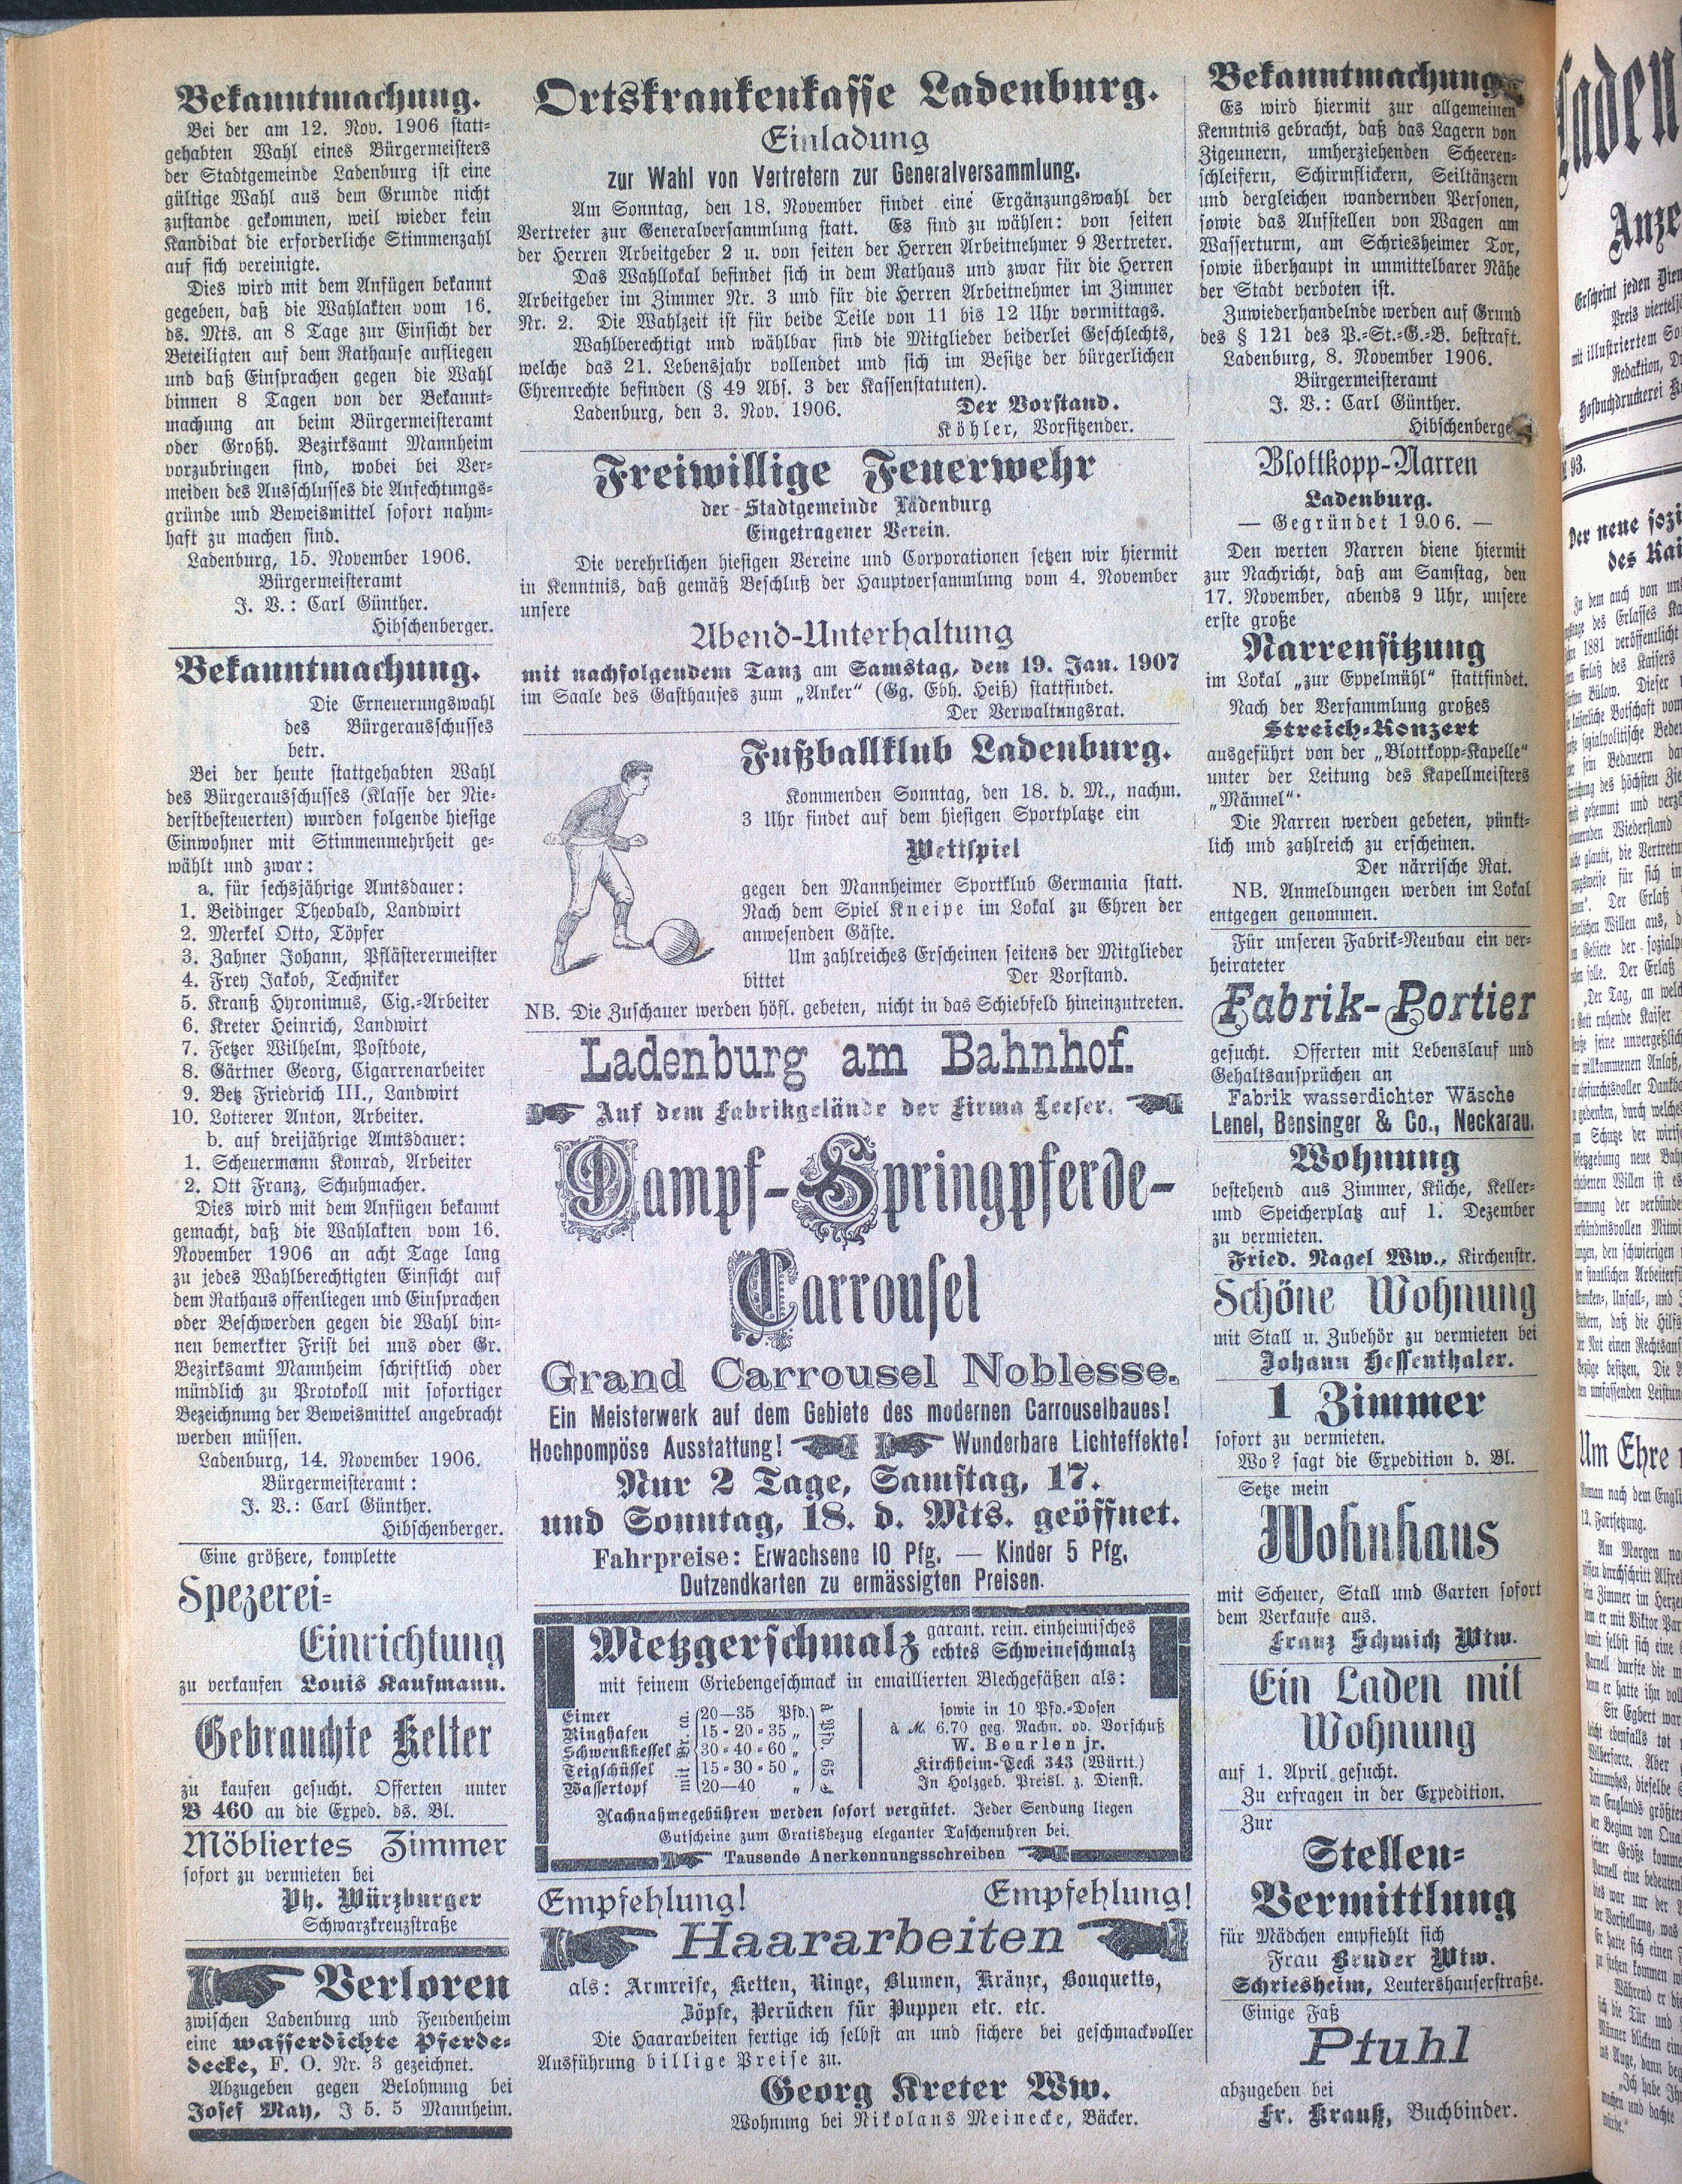 Bekanntmachung.
Bei der am 12. Nov. 1906 statt-
gehabten Wahl eines Bürgermeisters
der Stadtgemeinde Ladenburg ist eine
gültige Wahl aus dem Grunde nicht
zustande gekommen, weil wieder kein
Kandidat die erforderliche Stimmenzahl
auf sich vereinigte.
Dies wird mit dem Anfügen bekannt
gegeben, daß die Wahlakten vom 16.
ds. Mts. an 8 Tage zur Einsicht der
Beteiligten auf dem Rathause aufliegen
und daß Einsprachen gegen die Wahl
binnen 8 Tagen von der Bekannt-
machung an beim Bürgermeisteramt
oder Großh. Bezirksamt Mannheim
vorzubringen sind, wobei bei Ver-
meiden des Ausschlusses die Anfechtungs-
gründe und Beweismittel sofort nahm-
haft zu machen sind.
Ladenburg, 15. November 1906.
Bürgermeisteramt
J. V.: Carl Günther.
Hibschenberger.
Bekanntmachung.
Die Erneuerungswahl
des Bürgerausschusses
betr.
Bei der heute stattgehabten Wahl
des Bürgerausschusses (Klasse der Nie-
derstbesteuerten) wurden folgende hiesige
Einwohner mit Stimmenmehrheit ge-
wählt und zwar:
a. für sechsjährige Amtsdauer:
1. Beidinger Theobald, Landwirt
2. Merkel Otto, Töpfer
3. Zahner Johann, Pflästerermeister
4. Frey Jakob, Techniker
5. Krauß Hyronimus, Cig.-Arbeiter
6. Kreter Heinrich, Landwirt
7. Fetzer Wilhelm, Postbote,
8. Gärtner Georg, Cigarrenarbeiter
9. Betz Friedrich III., Landwirt
10. Lotterer Anton, Arbeiter.
b. auf dreijährige Amtsdauer:
1. Scheuermann Konrad, Arbeiter
2. Ott Franz, Schuhmacher.
Dies wird mit dem Anfügen bekannt
gemacht, daß die Wahlakten vom 16.
November 1906 an acht Tage lang
zu jedes Wahlberechtigten Einsicht auf
dem Rathaus offenliegen und Einsprachen
oder Beschwerden gegen die Wahl bin-
nen bemerkter Frist bei uns oder Gr.
Bezirksamt Mannheim schriftlich oder
mündlich zu Protokoll mit sofortiger
Bezeichnung der Beweismittel angebracht
werden müssen.
Ladenburg, 14. November 1906.
Bürgermeisteramt:
J. V.: Carl Günther.
Hibschenberger.
Eine größere, komplette
Spezerei-
Einrichtung
zu verkaufen Louis Kaufmann.
Gebrauchte Kelter
zu kaufen gesucht. Offerten unter
B 460 an die Exped. ds. Bl.
Möbliertes Zimmer
sofort zu vermieten bei
Ph. Würzburger
Schwarzkreuzstraße
Verloren
zwischen Ladenburg und Feudenheim
eine wasserdichte Pferde-
decke, F. O. Nr. 3 gezeichnet.
Abzugeben gegen Belohnung bei
Josef May, J 5. 5 Mannheim.
Ortskrankenkasse Ladenburg.
Einladung
zur Wahl von Vertretern zur Generalversammlung.
Am Sonntag, den 18. November findet eine Ergänzungswahl der
Vertreter zur Generalversammlung statt. Es sind zu wählen: von seiten
der Herren Arbeitgeber 2 u. von seiten der Herren Arbeitnehmer 9 Vertreter.
Das Wahllokal befindet sich in dem Rathaus und zwar für die Herren
Arbeitgeber im Zimmer Nr. 3 und für die Herren Arbeitnehmer im Zimmer
Nr. 2. Die Wahlzeit ist für beide Teile von 11 bis 12 Uhr vormittags.
Wahlberechtigt und wählbar sind die Mitglieder beiderlei Geschlechts,
welche das 21. Lebensjahr vollendet und sich im Besitze der bürgerlichen
Ehrenrechte befinden (§ 49 Abs. 3 der Kassenstatuten).
Ladenburg, den 3. Nov. 1906. Der Vorstand.
Köhler, Vorsitzender.
Freiwillige Feuerwehr
der Stadtgemeinde Ladenburg
Eingetragener Verein.
Die verehrlichen hiesigen Vereine und Corporationen setzen wir hiermit
in Kenntnis, daß gemäß Beschluß der Hauptversammlung vom 4. November
unsere
Abend-Unterhaltung
mit nachfolgendem Tanz am Samstag, den 19. Jan. 1907
im Saale des Gasthauses zum „Anker“ (Gg. Ebh. Heiß) stattfindet.
Der Verwaltungsrat.
Fußballklub Ladenburg.
Kommenden Sonntag, den 18. d. M., nachm.
3 Uhr findet auf dem hiesigen Sportplatze ein
Wettspiel
gegen den Mannheimer Sportklub Germania statt.
Nach dem Spiel Kneipe im Lokal zu Ehren der
anwesenden Gäste.
Um zahlreiches Erscheinen seitens der Mitglieder
bittet Der Vorstand.
NB. Die Zuschauer werden höfl. gebeten, nicht in das Schiebfeld hineinzutreten.
Ladenburg am Bahnhof.
Auf dem Fabrikgelände der Firma Leeser.
Dampf-Springpferde-
Carrousel
Grand Carrousel Noblesse.
Ein Meisterwerk auf dem Gebiete des modernen Carrouselbaues!
Hochpompöse Ausstattung! Wunderbare Lichteffekte!
Nur 2 Tage, Samstag, 17.
und Sonntag, 18. d. Mts. geöffnet.
Fahrpreise: Erwachsene 10 Pfg. — Kinder 5 Pfg.
Dutzendkarten zu ermässigten Preisen.
Metzgerschmalz garant. rein. einheimisches
echtes Schweineschmalz
mit feinem Griebengeschmack in emaillierten Blechgefäßen als:
Eimer 20—35 Pfd.
Ringhafen 15-20-35 „
Schwenkkessel 30-40-60 „
Teigschüssel 15-30-50 „
Wassertopf 20—40 „
sowie in 10 Pfd.-Dosen
à M. 6.70 geg. Nachn. od. Vorschuß
W. Beurlen jr.
Kirchheim-Teck 343 (Württ.)
In Holzgeb. Preisl. z. Dienst.
Nachnahmegebühren werden sofort vergütet. Jeder Sendung liegen
Gutscheine zum Gratisbezug eleganter Taschenuhren bei.
Tausende Anerkennungsschreiben
Empfehlung! Empfehlung!
Haararbeiten
als: Armreife, Ketten, Ringe, Blumen, Kränze, Bouquetts,
Zöpfe, Perücken für Puppen etc. etc.
Die Haararbeiten fertige ich selbst an und sichere bei geschmackvoller
Ausführung billige Preise zu.
Georg Kreter Ww.
Wohnung bei Nikolans Meinecke, Bäcker.
Bekanntmachung
Es wird hiermit zur allgemeinen
Kenntnis gebracht, daß das Lagern von
Zigeunern, umherziehenden Scheeren-
schleifern, Schirmflickern, Seiltänzern
und dergleichen wandernden Personen,
sowie das Aufstellen von Wagen am
Wasserturm, am Schriesheimer Tor,
sowie überhaupt in unmittelbarer Nähe
der Stadt verboten ist.
Zuwiederhandelnde werden auf Grund
des § 121 des P.-St.-G.-B. bestraft.
Ladenburg, 8. November 1906.
Bürgermeisteramt
J. V.: Carl Günther.
Hibschenberge
Blottkopp-Narren
Ladenburg.
— Gegründet 1906. —
Den werten Narren diene hiermit
zur Nachricht, daß am Samstag, den
17. November, abends 9 Uhr, unsere
erste große
Narrensitzung
im Lokal „zur Eppelmühl“ stattfindet.
Nach der Versammlung großes
Streich-Konzert
ausgeführt von der „Blottkopp-Kapelle“
unter der Leitung des Kapellmeisters
„Männel“.
Die Narren werden gebeten, pünkt-
lich und zahlreich zu erscheinen.
Der närrische Rat.
NB. Anmeldungen werden im Lokal
entgegen genommen.
Für unseren Fabrik-Neubau ein ver-
heirateter
Fabrik-Portier
gesucht. Offerten mit Lebenslauf und
Gehaltsansprüchen an
Fabrik wasserdichter Wäsche
Lenel, Bensinger & Co., Neckarau.
Wohnung
bestehend aus Zimmer, Küche, Keller-
und Speicherplatz auf 1. Dezember
zu vermieten.
Fried. Nagel Ww., Kirchenstr.
Schöne Wohnung
mit Stall u. Zubehör zu vermieten bei
Johann Hessenthaler.
1 Zimmer
sofort zu vermieten.
Wo? sagt die Expedition d. Bl.
Setze mein
Wohnhaus
mit Scheuer, Stall und Garten sofort
dem Verkaufe aus.
Franz Schmich Wtw.
Ein Laden mit
Wohnung
auf 1. April gesucht.
Zu erfragen in der Expedition.
Zur
Stellen-
Vermittlung
für Mädchen empfiehlt sich
Frau Bruder Wtw.
Schriesheim, Leutershauserstraße.
Einige Faß
Pfuhl
abzugeben bei
Fr. Krauß, Buchbinder.
Anze
Erscheint jeden
mit illustriertem
Redaktion,
Hofbuchdruckerei
93.
Der neue sozi
des Kai
Um Ehre
12. Fortsetzung.